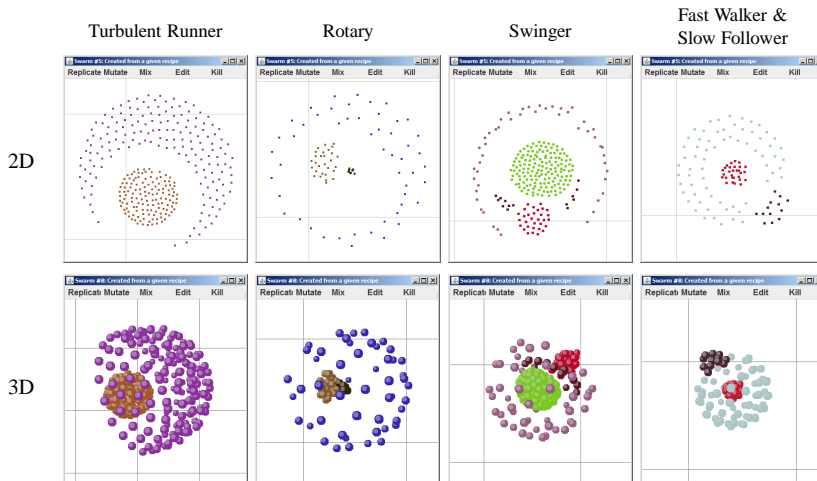 Turbulent Runner
Rotary
Swinger
Fast Walker &
Slow Follower
2D
Swarm #5: Created from a given recipe
Replicate Mutate Mix Edit Kill
Swarm #5: Created from a given recipe
Replicate Mutate Mix Edit Kill
Swarm #5: Created from a given recipe
Replicate Mutate Mix Edit Kill
Swarm #5: Created from a given recipe
Replicate Mutate Mix Edit Kill
3D
Swarm #8: Created from a given recipe
Replicat Mutate Mix Edit Kill
Swarm #8: Created from a given recipe
Replicat Mutate Mix Edit Kill
Swarm #8: Created from a given recipe
Replicat Mutate Mix Edit Kill
Swarm #8: Created from a given recipe
Replicat Mutate Mix Edit Kill